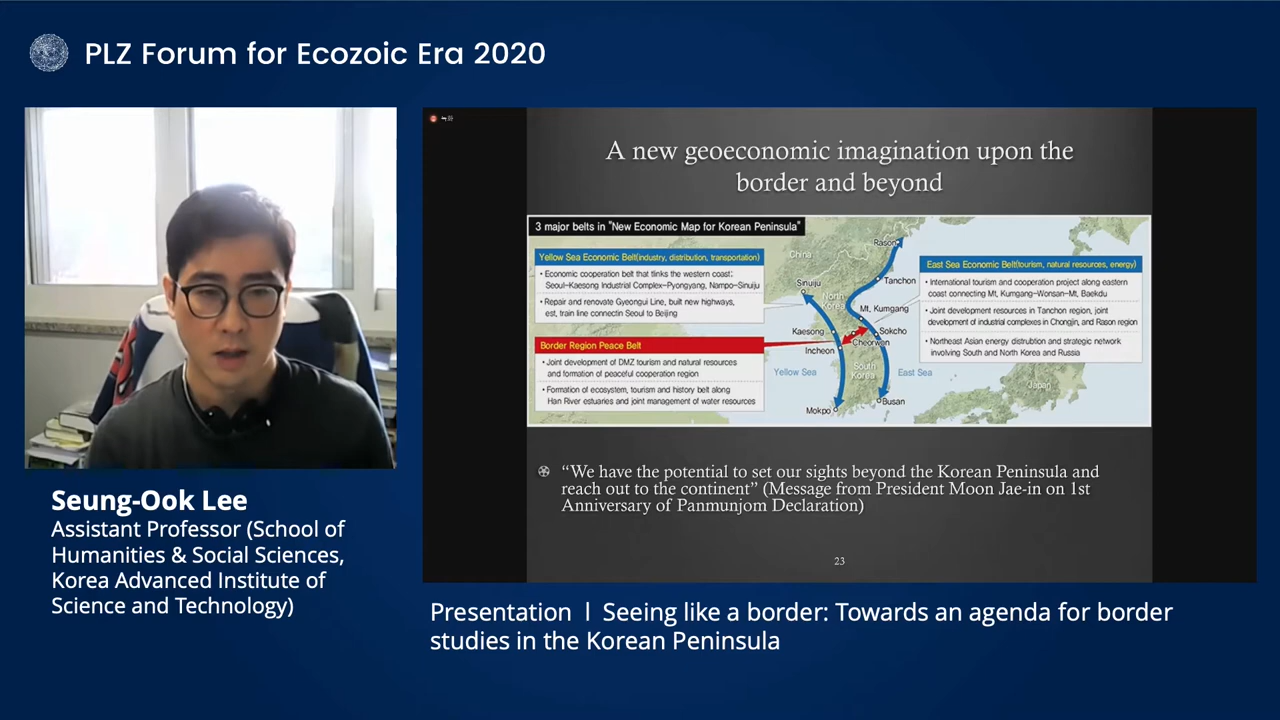 PLZ Forum for Ecozoic Era 2020
A new geoeconomic imagination upon the
border and beyond
3 major belts in "New Economic Map for Korean Peninsula"
Yellow Sea Economic Belt(industry, distribution, transportation)
• Economic cooperation belt that tlinks the western coast:
Seoul-Kaesong Industrial Complex-Pyongyang, Nampo-Sinuiju
• Repair and renovate Gyeongui Line, built new highways,
est, train line connectin Seoul to Beijing
Border Region Peace Belt
• Joint development of DMZ tourism and natural resources
and formation of peaceful cooperation region
• Formation of ecosystem, tourism and history belt along
Han River estuaries and joint management of water resources
East Sea Economic Belt(tourism, natural resources, energy)
• International tourism and cooperation project along eastern
coast connecting Mt, Kumgang-Wonsan-Mt, Baekdu
• Joint development resources in Tanchon region, joint
development of industrial complexes in Chongjin, and Rason region
• Northeast Asian energy distrubtion and strategic network
involving South and North Korea and Russia
China
Rason
Tanchon
Sinuiju
North
Korea
Mt, Kumgang
Kaesong
Sokcho
Cheorwon
Incheon
South
Korea
Yellow Sea
East Sea
Japan
Mokpo
Busan
“We have the potential to set our sights beyond the Korean Peninsula and
reach out to the continent” (Message from President Moon Jae-in on 1st
Anniversary of Panmunjom Declaration)
23
Seung-Ook Lee
Assistant Professor (School of
Humanities & Social Sciences,
Korea Advanced Institute of
Science and Technology)
Presentation l Seeing like a border: Towards an agenda for border
studies in the Korean Peninsula